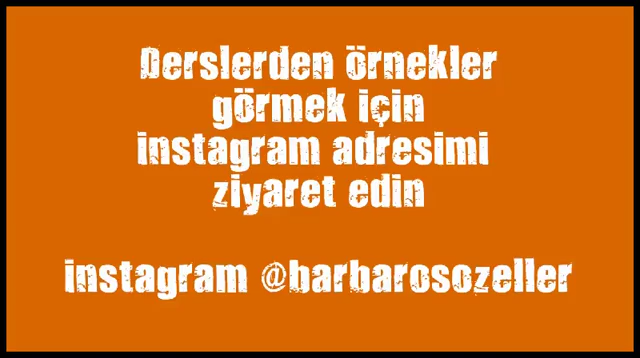 Derslerden örnekler
görmek için
instagram adresimi
ziyaret edin
instagram @barbarosozeller